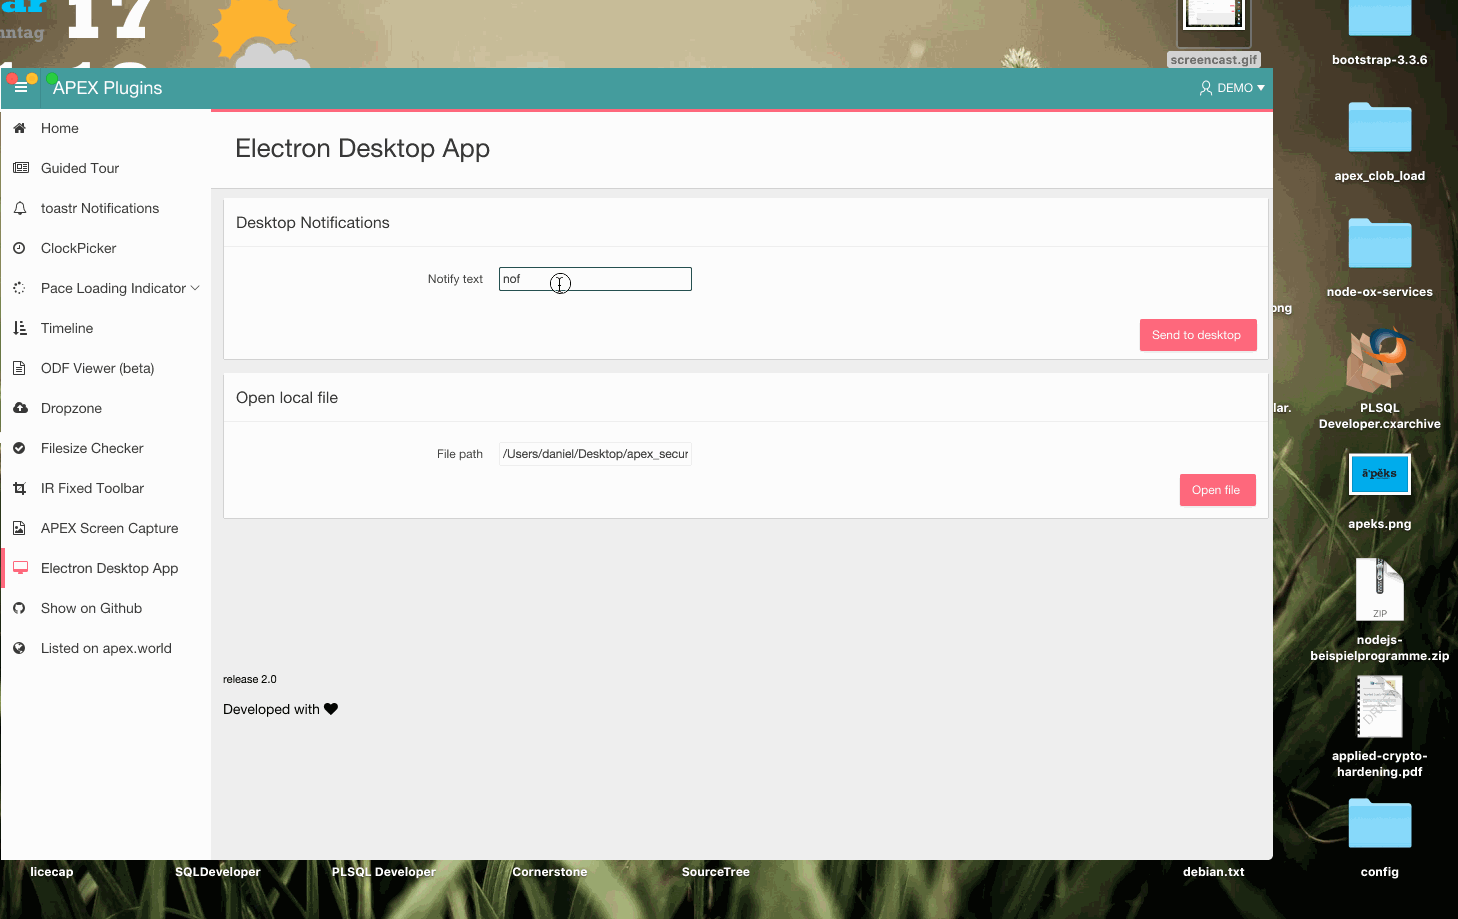 17
nntag
screencast.gif
bootstrap-3.3.6
APEX Plugins
DEMO
Home
Guided Tour
toastr Notifications
ClockPicker
Pace Loading Indicator
Timeline
ODF Viewer (beta)
Dropzone
Filesize Checker
IR Fixed Toolbar
APEX Screen Capture
Electron Desktop App
Show on Github
Listed on apex.world
Electron Desktop App
Desktop Notifications
Notify text
nof
Send to desktop
Open local file
File path
/Users/daniel/Desktop/apex_secur
Open file
release 2.0
Developed with
apex_clob_load
node-ox-services
png
lar.
PLSQL
Developer.cxarchive
ä'pěks
apeks.png
ZIP
nodejs-
beispielprogramme.zip
DRAFT
applied-crypto-
hardening.pdf
licecap
SQLDeveloper
PLSQL Developer
Cornerstone
SourceTree
debian.txt
config